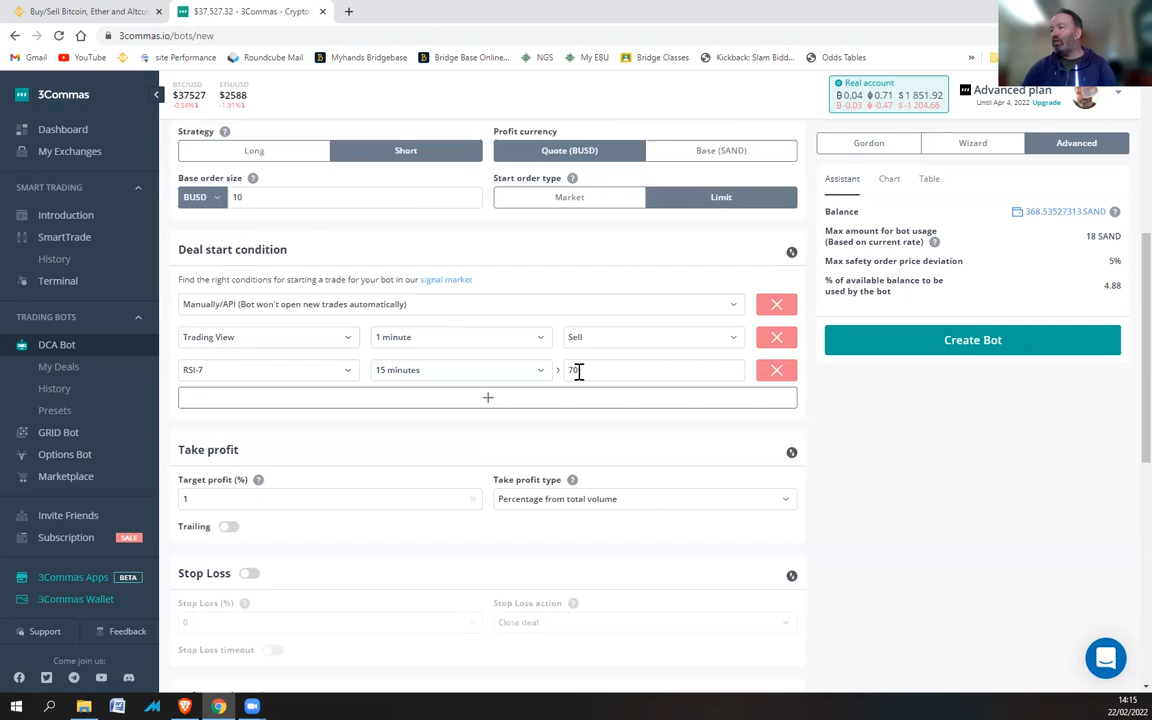 Buy/Sell Bitcoin, Ether and Altcoi
$37,527.32 - 3Commas - Crypto
3commas.io/bots/new
Gmail
YouTube
site Performance
Roundcube Mail
Myhands Bridgebase
Bridge Base Online...
NGS
My EBU
Bridge Classes
Kickback: Slam Bidd...
Odds Tables
3Commas
BTC/USD
$37527
-0.58%
ETH/USD
$2588
-1.91%
Real account
0.04 0.71 $ 1 851.92
-0.03 -0.47 $ -1 204.66
Advanced plan
Until Apr 4, 2022 Upgrade
Dashboard
My Exchanges
SMART TRADING
Introduction
SmartTrade
History
Terminal
TRADING BOTS
DCA Bot
My Deals
History
Presets
GRID Bot
Options Bot
Marketplace
Invite Friends
Subscription SALE
3Commas Apps BETA
3Commas Wallet
Support
Feedback
Come join us:
Strategy ?
Long
Short
Profit currency
Quote (BUSD)
Base (SAND)
Base order size ?
BUSD
10
Start order type ?
Market
Limit
Deal start condition
Find the right conditions for starting a trade for your bot in our signal market
Manually/API (Bot won't open new trades automatically)
Trading View
1 minute
Sell
RSI-7
15 minutes
>
70
+
Take profit
Target profit (%) ?
1
%
Take profit type ?
Percentage from total volume
Trailing
Stop Loss
Stop Loss (%) ?
0
Stop Loss action ?
Close deal
Stop Loss timeout ?
Gordon
Wizard
Advanced
Assistant
Chart
Table
Balance
368.53527313 SAND ?
Max amount for bot usage
(Based on current rate) ?
18 SAND
Max safety order price deviation
5%
% of available balance to be
used by the bot
4.88
Create Bot
14:15
22/02/2022